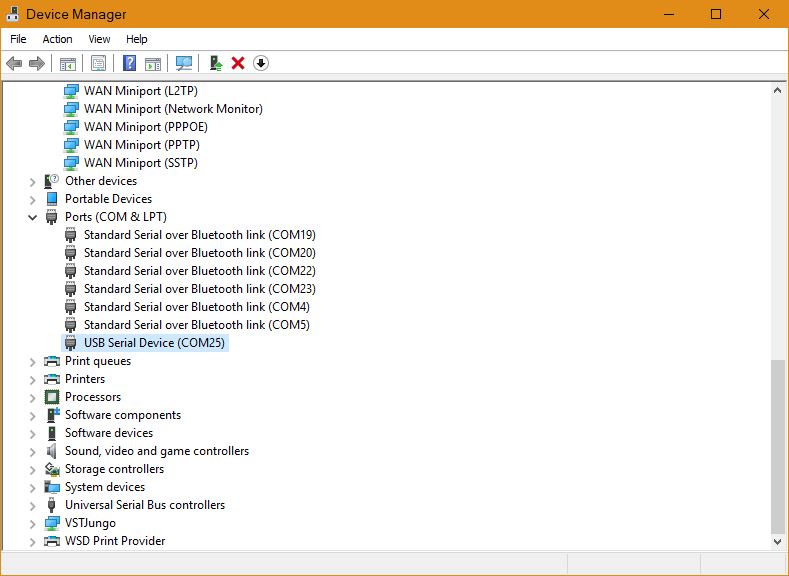 Device Manager
File Action View Help
WAN Miniport (L2TP)
WAN Miniport (Network Monitor)
WAN Miniport (PPPOE)
WAN Miniport (PPTP)
WAN Miniport (SSTP)
Other devices
Portable Devices
Ports (COM & LPT)
Standard Serial over Bluetooth link (COM19)
Standard Serial over Bluetooth link (COM20)
Standard Serial over Bluetooth link (COM22)
Standard Serial over Bluetooth link (COM23)
Standard Serial over Bluetooth link (COM4)
Standard Serial over Bluetooth link (COM5)
USB Serial Device (COM25)
Print queues
Printers
Processors
Software components
Software devices
Sound, video and game controllers
Storage controllers
System devices
Universal Serial Bus controllers
VSTJungo
WSD Print Provider